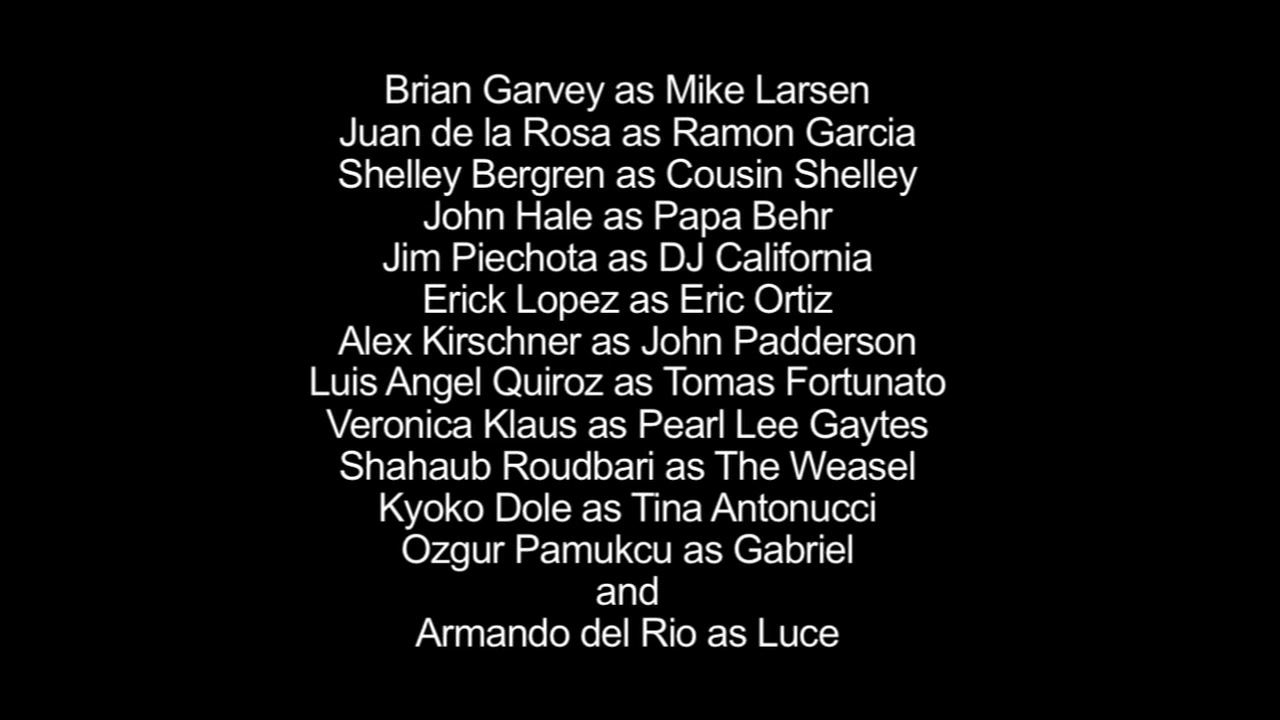 Brian Garvey as Mike Larsen
Juan de la Rosa as Ramon Garcia
Shelley Bergren as Cousin Shelley
John Hale as Papa Behr
Jim Piechota as DJ California
Erick Lopez as Eric Ortiz
Alex Kirschner as John Padderson
Luis Angel Quiroz as Tomas Fortunato
Veronica Klaus as Pearl Lee Gaytes
Shahaub Roudbari as The Weasel
Kyoko Dole as Tina Antonucci
Ozgur Pamukcu as Gabriel
and
Armando del Rio as Luce